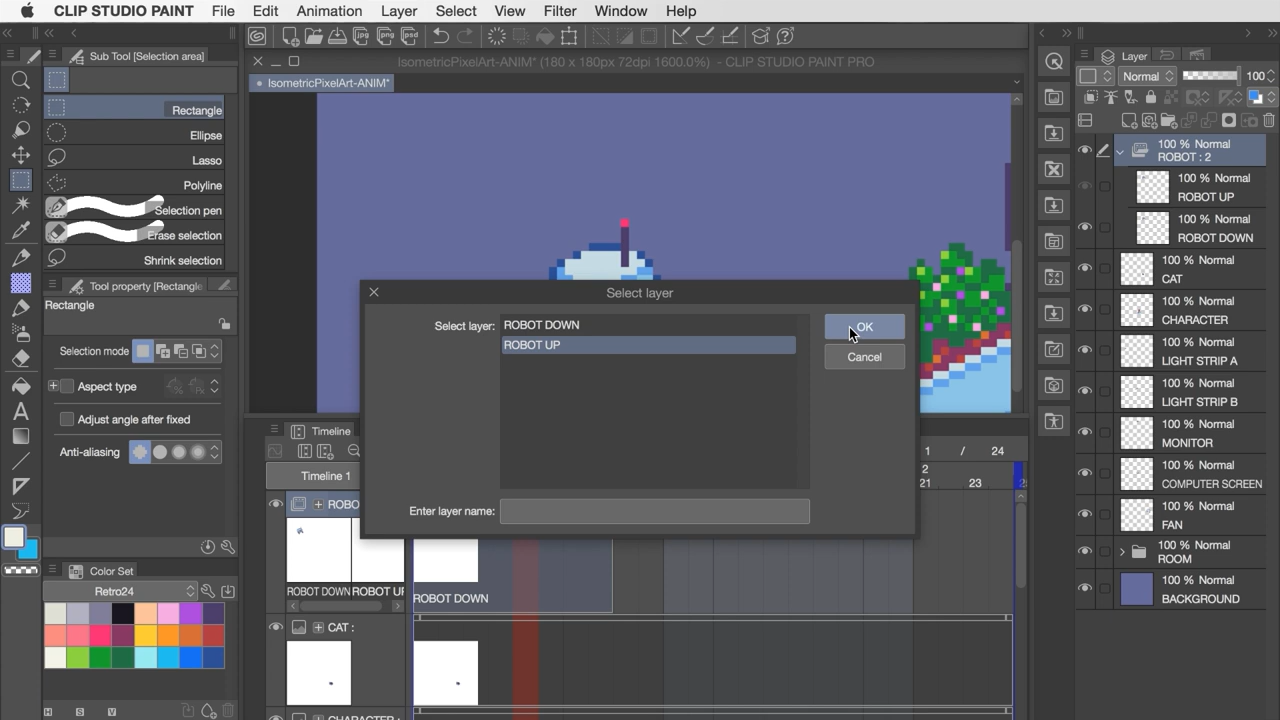 CLIP STUDIO PAINT File Edit Animation Layer Select View Filter Window Help
Sub Tool [Selection area]
IsometricPixelArt-ANIM* (180 x 180px 72dpi 1600.0%) - CLIP STUDIO PAINT PRO
IsometricPixelArt-ANIM*
Rectangle
Ellipse
Lasso
Polyline
Selection pen
Erase selection
Shrink selection
Tool property [Rectangle
Rectangle
Selection mode
Aspect type
Adjust angle after fixed
Anti-aliasing
Color Set
Retro24
Select layer
Select layer:
ROBOT DOWN
ROBOT UP
OK
Cancel
Enter layer name:
Timeline
1 / 24
Timeline 1
2
21 23
ROBO
ROBOT DOWN ROBOT UP
ROBOT DOWN
CAT :
CHARACTER :
Layer
Normal 100
100 % Normal
ROBOT : 2
100 % Normal
ROBOT UP
100 % Normal
ROBOT DOWN
100 % Normal
CAT
100 % Normal
CHARACTER
100 % Normal
LIGHT STRIP A
100 % Normal
LIGHT STRIP B
100 % Normal
MONITOR
100 % Normal
COMPUTER SCREEN
100 % Normal
FAN
100 % Normal
ROOM
100 % Normal
BACKGROUND